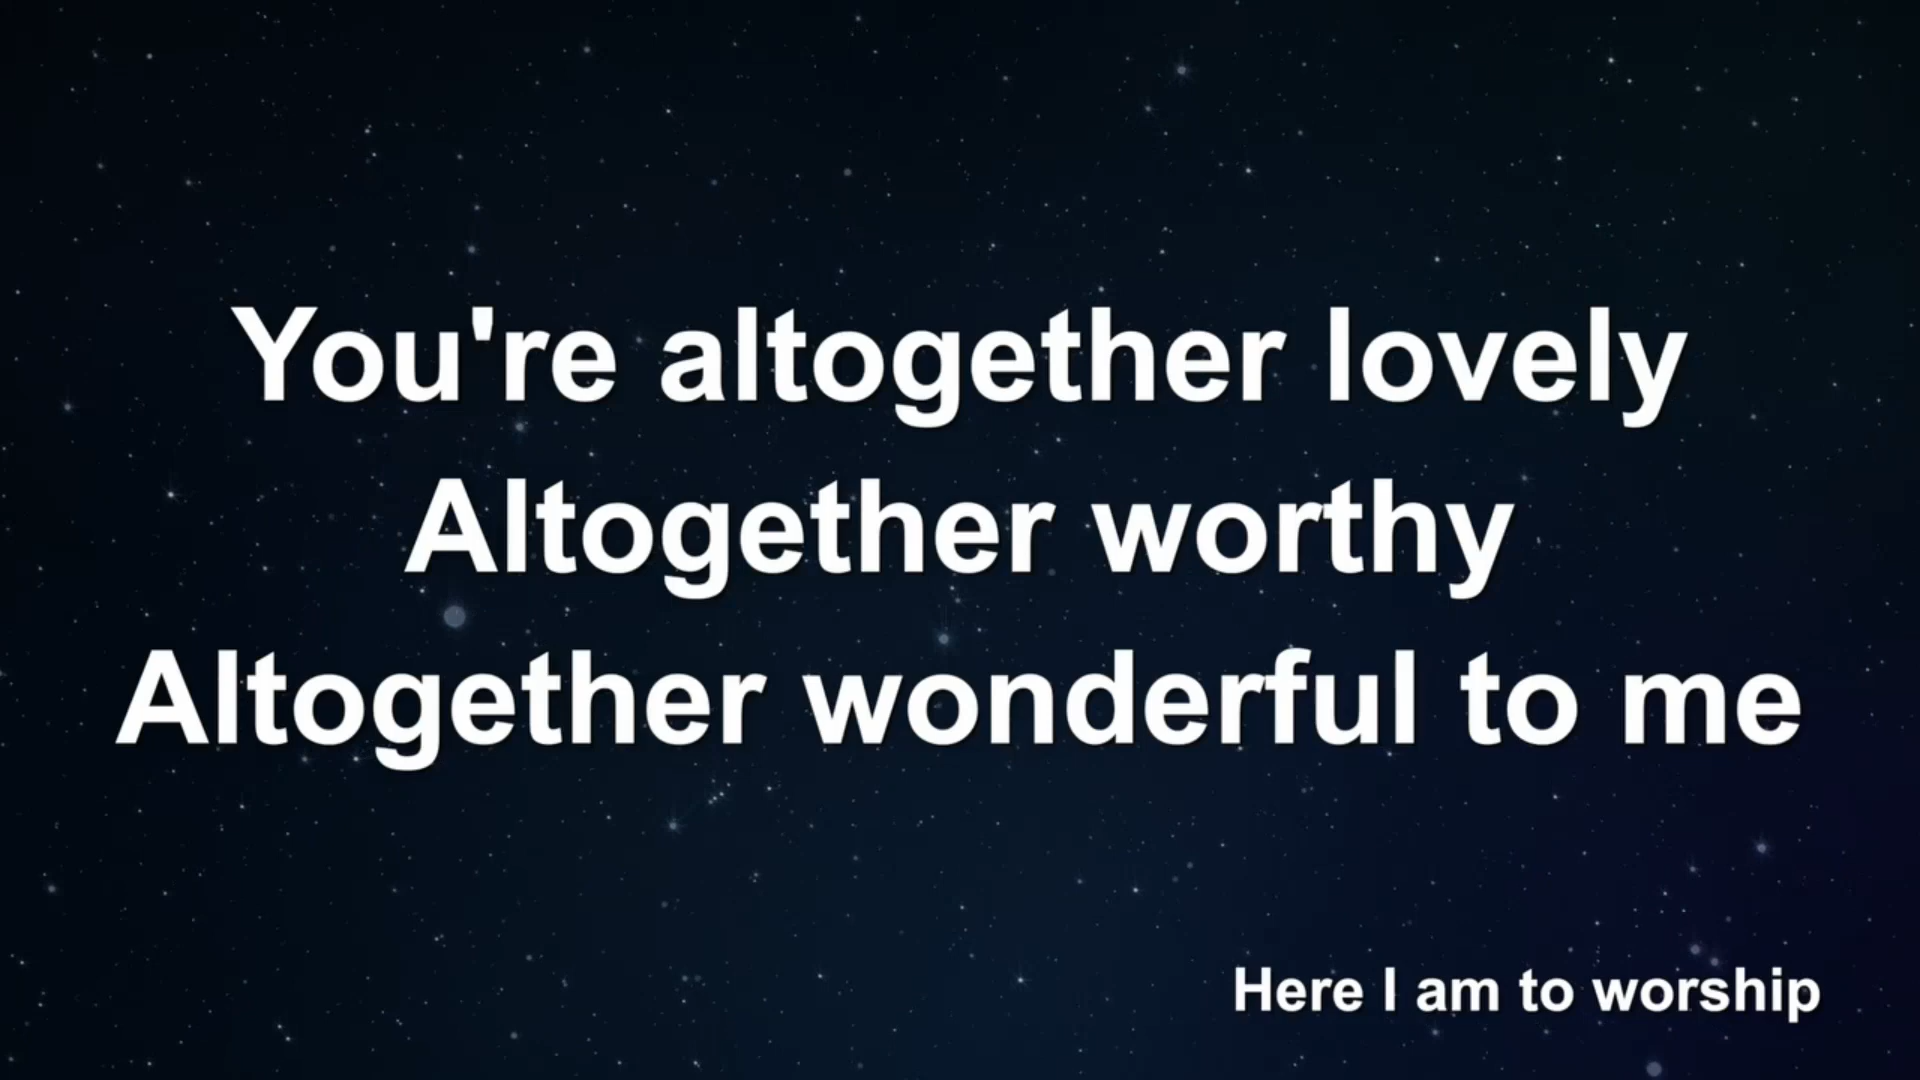 You're altogether lovely
Altogether worthy
Altogether wonderful to me
Here I am to worship